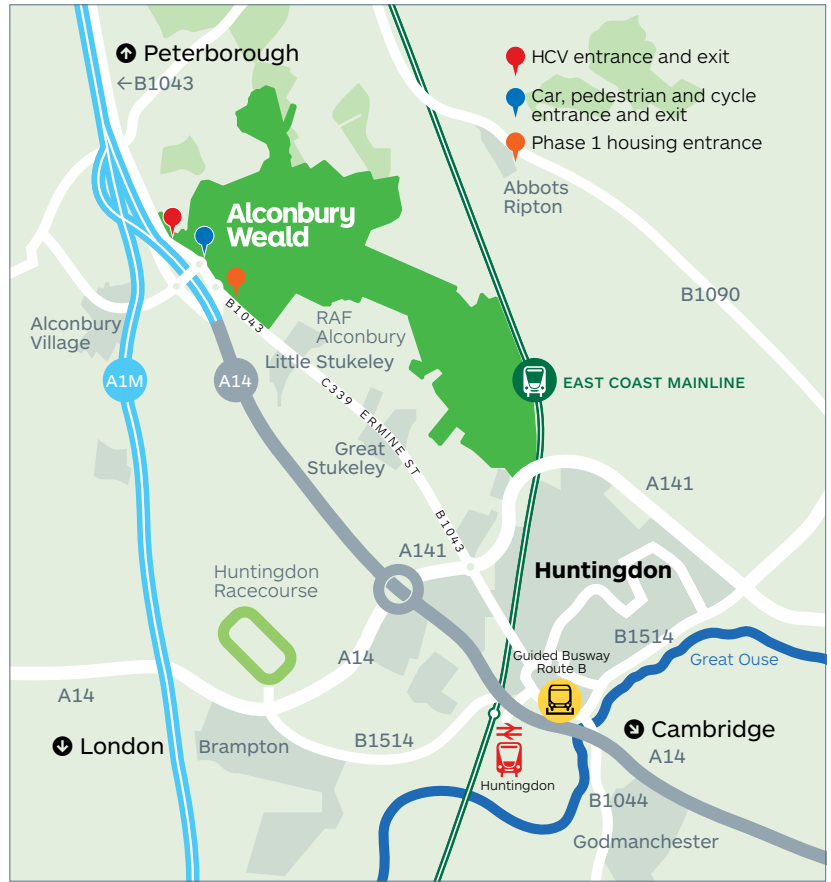 Peterborough
←B1043
HCV entrance and exit
Car, pedestrian and cycle
entrance and exit
Phase 1 housing entrance
Abbots
Ripton
Alconbury
Weald
B1090
Alconbury
Village
B1043
RAF
Alconbury
Little Stukeley
A1M
A14
EAST COAST MAINLINE
C339 ERMINE ST
Great
Stukeley
A141
B1043
A141
Huntingdon
Racecourse
Huntingdon
B1514
Guided Busway
Route B
Great Ouse
A14
A14
London
Brampton
B1514
Cambridge
A14
Huntingdon
B1044
Godmanchester